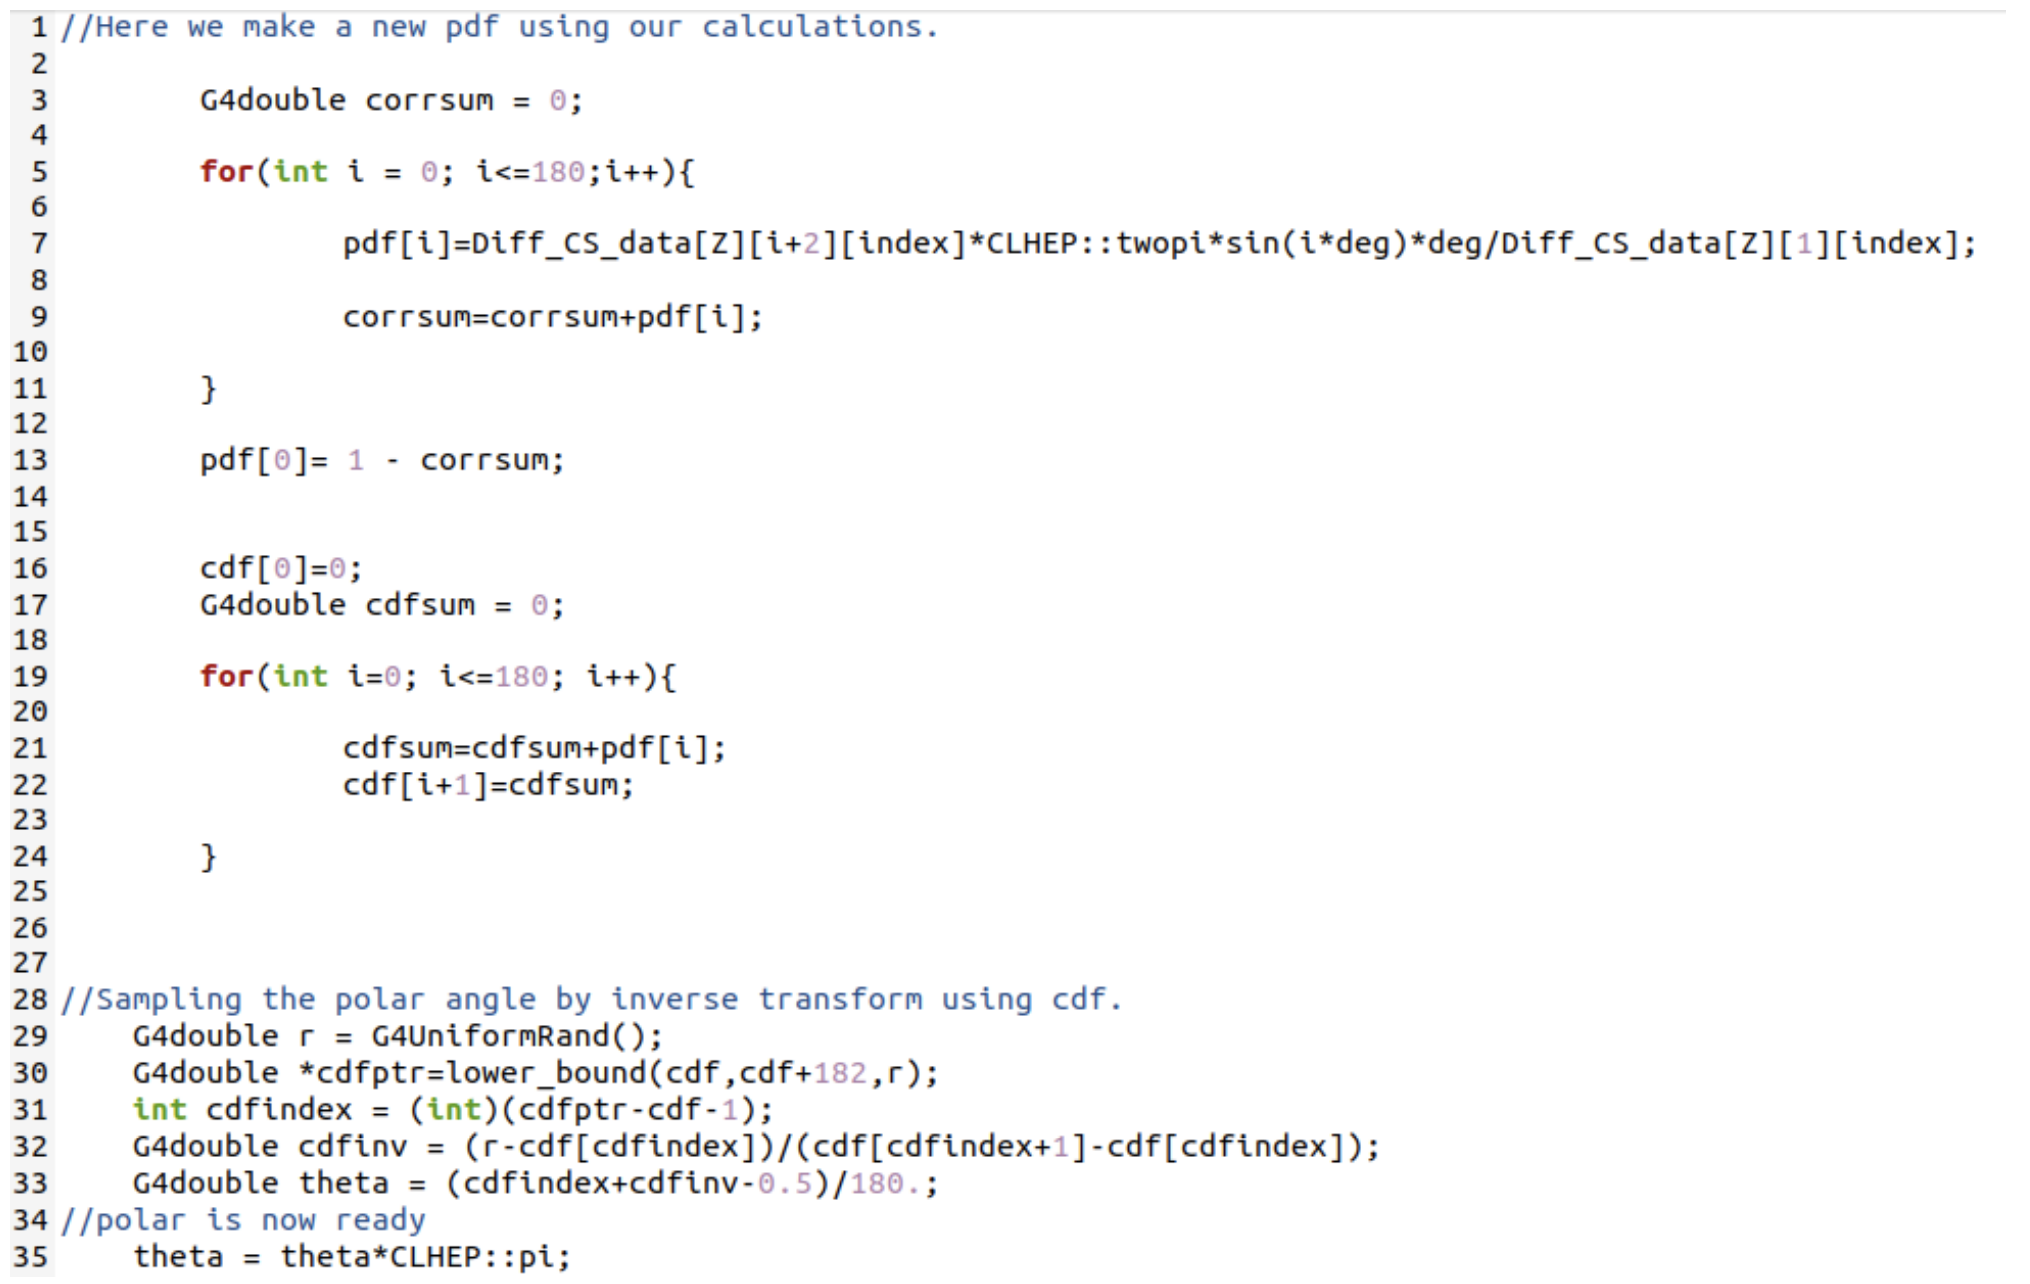 1 //Here we make a new pdf using our calculations.
2
3 G4double corrsum = 0;
4
5 for(int i = 0; i<=180;i++){
6
7 pdf[i]=Diff_CS_data[Z][i+2][index]*CLHEP::twopi*sin(i*deg)*deg/Diff_CS_data[Z][1][index];
8
9 corrsum=corrsum+pdf[i];
10
11 }
12
13 pdf[0]= 1 - corrsum;
14
15
16 cdf[0]=0;
17 G4double cdfsum = 0;
18
19 for(int i=0; i<=180; i++){
20
21 cdfsum=cdfsum+pdf[i];
22 cdf[i+1]=cdfsum;
23
24 }
25
26
27
28 //Sampling the polar angle by inverse transform using cdf.
29 G4double r = G4UniformRand();
30 G4double *cdfptr=lower_bound(cdf,cdf+182,r);
31 int cdfindex = (int)(cdfptr-cdf-1);
32 G4double cdfinv = (r-cdf[cdfindex])/(cdf[cdfindex+1]-cdf[cdfindex]);
33 G4double theta = (cdfindex+cdfinv-0.5)/180.;
34 //polar is now ready
35 theta = theta*CLHEP::pi;